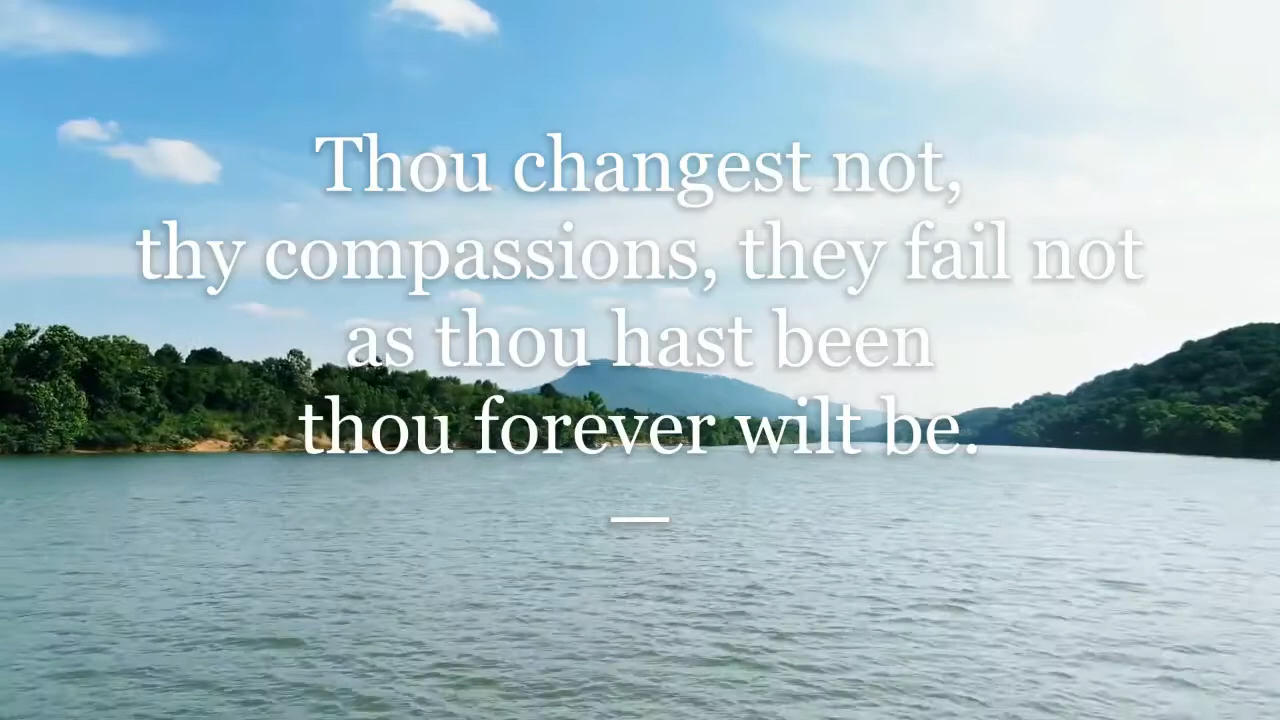 Thou changest not,
thy compassions, they fail not
as thou hast been
thou forever wilt be.